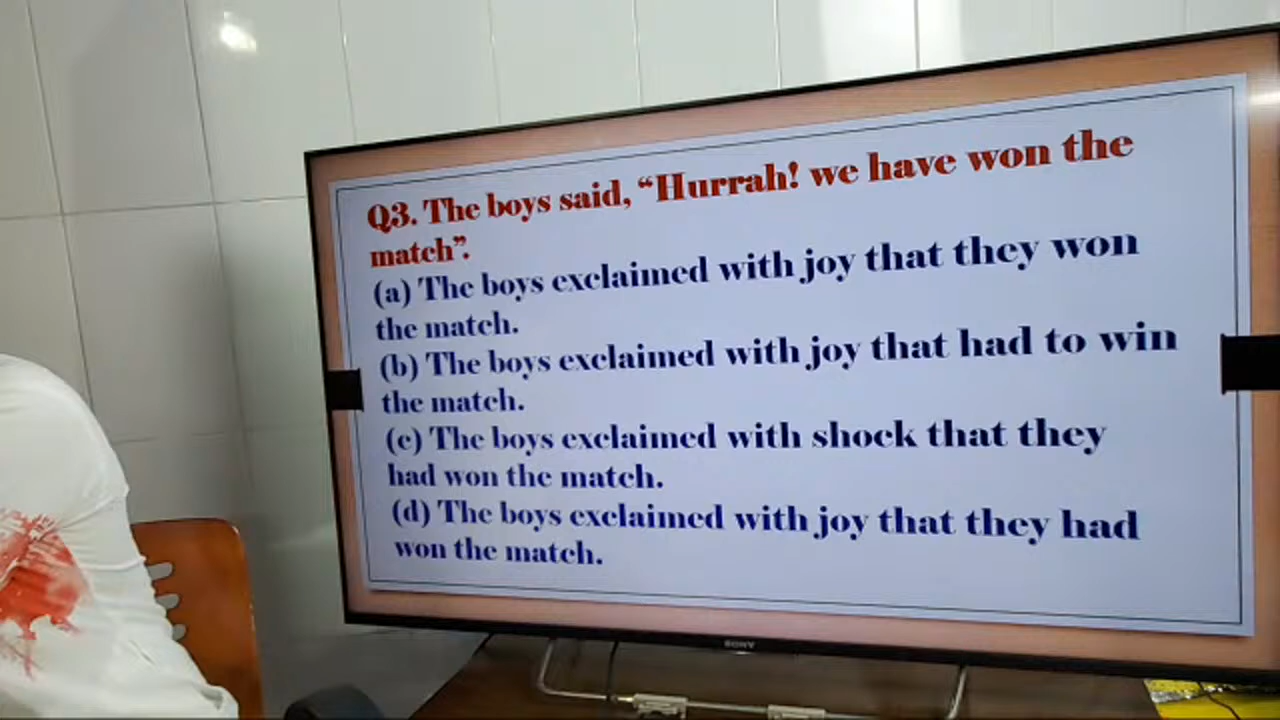 Q3. The boys said, “Hurrah! we have won the
match”.
(a) The boys exclaimed with joy that they won
the match.
(b) The boys exclaimed with joy that had to win
the match.
(c) The boys exclaimed with shock that they
had won the match.
(d) The boys exclaimed with joy that they had
won the match.
SONY